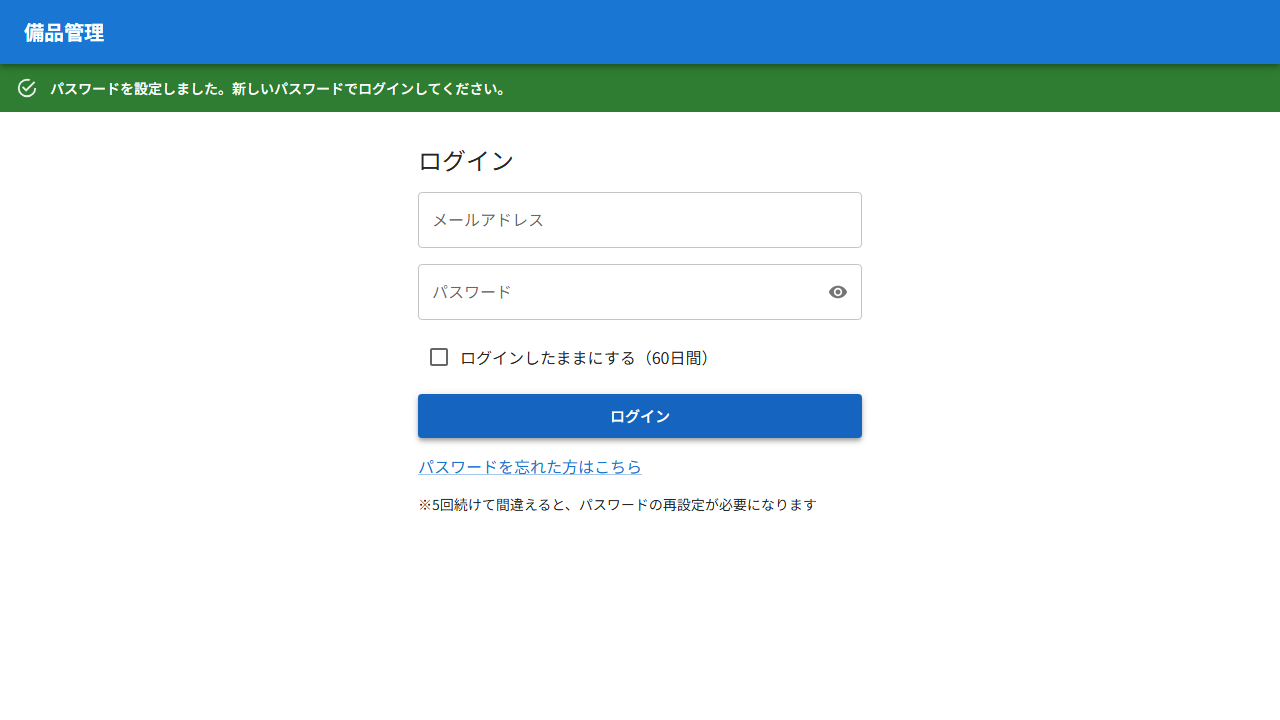 備品管理
パスワードを設定しました。新しいパスワードでログインしてください。
ログイン
メールアドレス
パスワード
ログインしたままにする（60日間）
ログイン
パスワードを忘れた方はこちら
※5回続けて間違えると、パスワードの再設定が必要になります